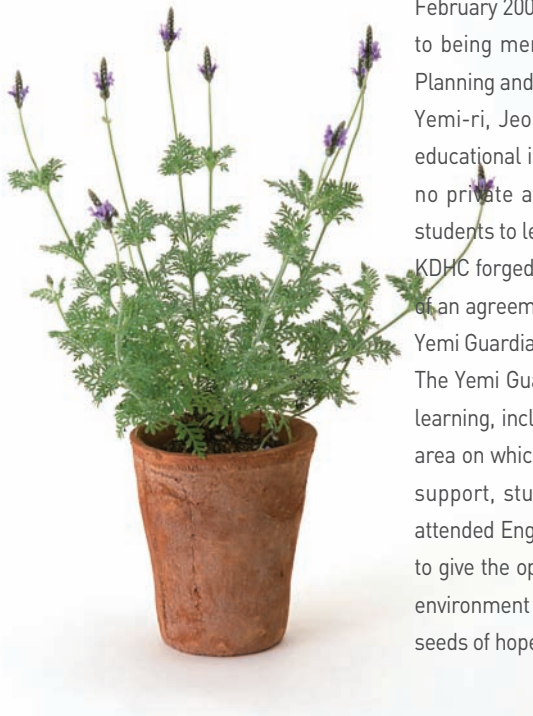 February 200
to being mer
Planning and
Yemi-ri, Jeo
educational i
no private a
students to le
KDHC forged
of an agreem
Yemi Guardia
The Yemi Gua
learning, incl
area on whic
support, stu
attended Eng
to give the op
environment
seeds of hope